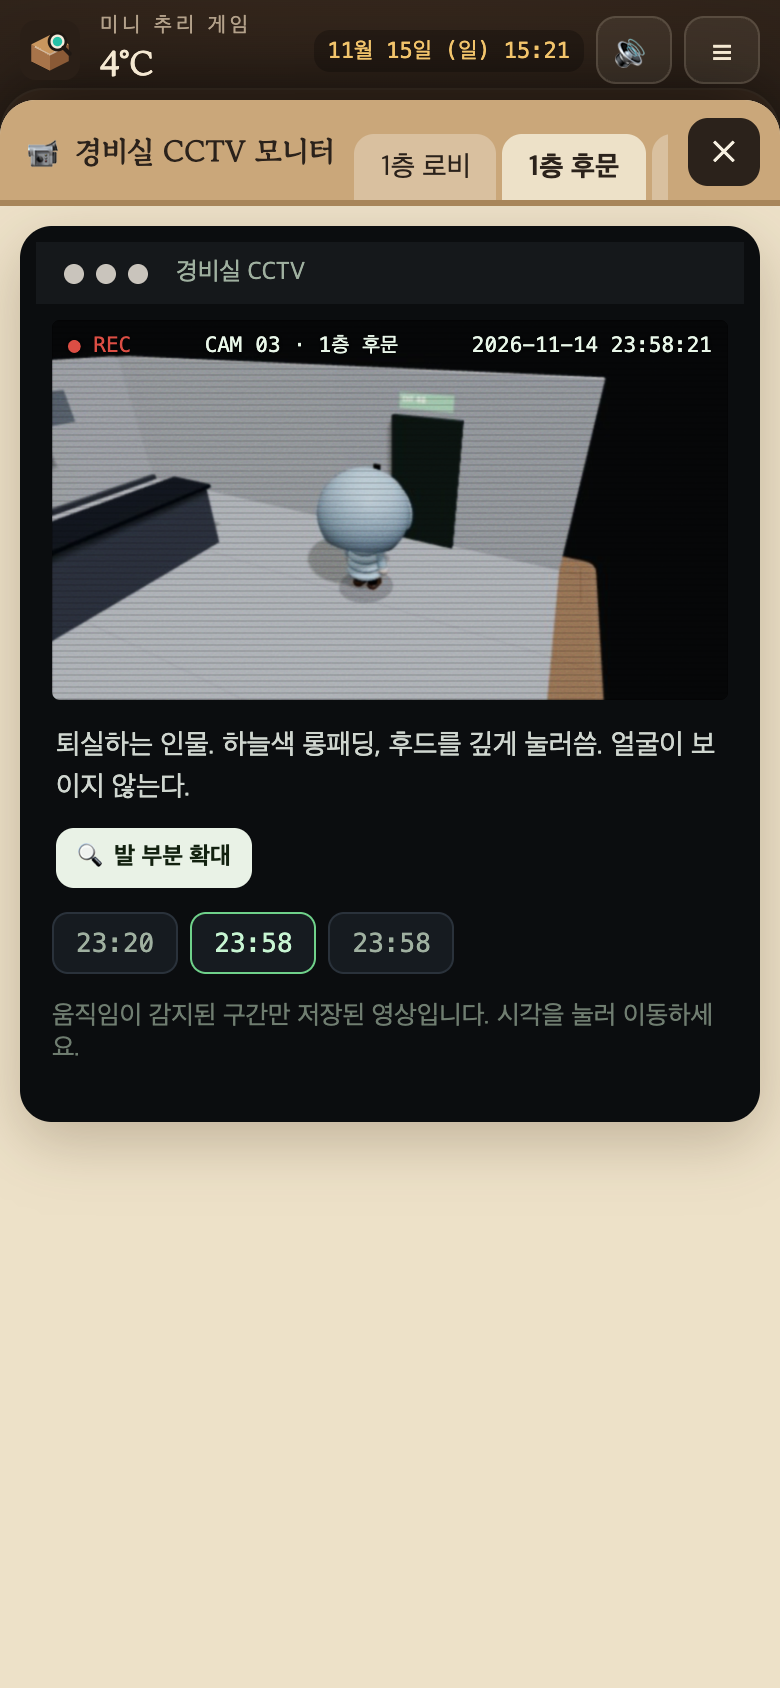 미니 추리 게임
4°C
11월 15일 (일) 15:21
경비실 CCTV 모니터
1층 로비
1층 후문
경비실 CCTV
REC
CAM 03 · 1층 후문
2026-11-14 23:58:21
퇴실하는 인물. 하늘색 롱패딩, 후드를 깊게 눌러씀. 얼굴이 보
이지 않는다.
발 부분 확대
23:20
23:58
23:58
움직임이 감지된 구간만 저장된 영상입니다. 시각을 눌러 이동하세
요.